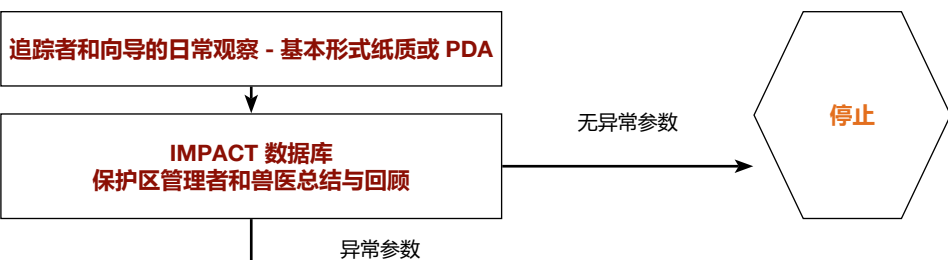 追踪者和向导的日常观察 - 基本形式纸质或 PDA
IMPACT 数据库
保护区管理者和兽医总结与回顾
无异常参数
停止
异常参数